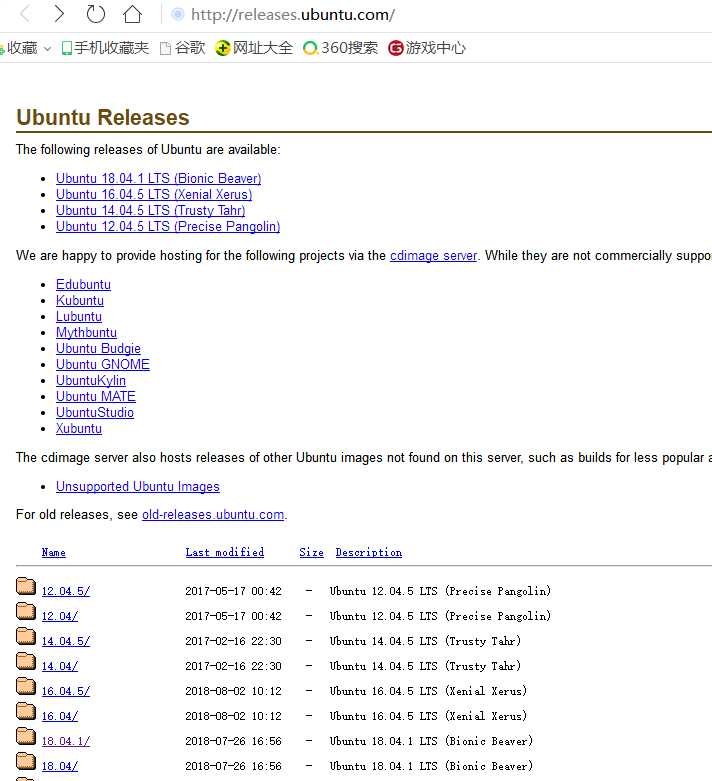 http://releases.ubuntu.com/
收藏 手机收藏夹 谷歌 网址大全 360搜索 游戏中心
Ubuntu Releases
The following releases of Ubuntu are available:
Ubuntu 18.04.1 LTS (Bionic Beaver)
Ubuntu 16.04.5 LTS (Xenial Xerus)
Ubuntu 14.04.5 LTS (Trusty Tahr)
Ubuntu 12.04.5 LTS (Precise Pangolin)
We are happy to provide hosting for the following projects via the cdimage server. While they are not commercially suppo
Edubuntu
Kubuntu
Lubuntu
Mythbuntu
Ubuntu Budgie
Ubuntu GNOME
UbuntuKylin
Ubuntu MATE
UbuntuStudio
Xubuntu
The cdimage server also hosts releases of other Ubuntu images not found on this server, such as builds for less popular a
Unsupported Ubuntu Images
For old releases, see old-releases.ubuntu.com.
Name Last modified Size Description
12.04.5/ 2017-05-17 00:42 - Ubuntu 12.04.5 LTS (Precise Pangolin)
12.04/ 2017-05-17 00:42 - Ubuntu 12.04.5 LTS (Precise Pangolin)
14.04.5/ 2017-02-16 22:30 - Ubuntu 14.04.5 LTS (Trusty Tahr)
14.04/ 2017-02-16 22:30 - Ubuntu 14.04.5 LTS (Trusty Tahr)
16.04.5/ 2018-08-02 10:12 - Ubuntu 16.04.5 LTS (Xenial Xerus)
16.04/ 2018-08-02 10:12 - Ubuntu 16.04.5 LTS (Xenial Xerus)
18.04.1/ 2018-07-26 16:56 - Ubuntu 18.04.1 LTS (Bionic Beaver)
18.04/ 2018-07-26 16:56 - Ubuntu 18.04.1 LTS (Bionic Beaver)